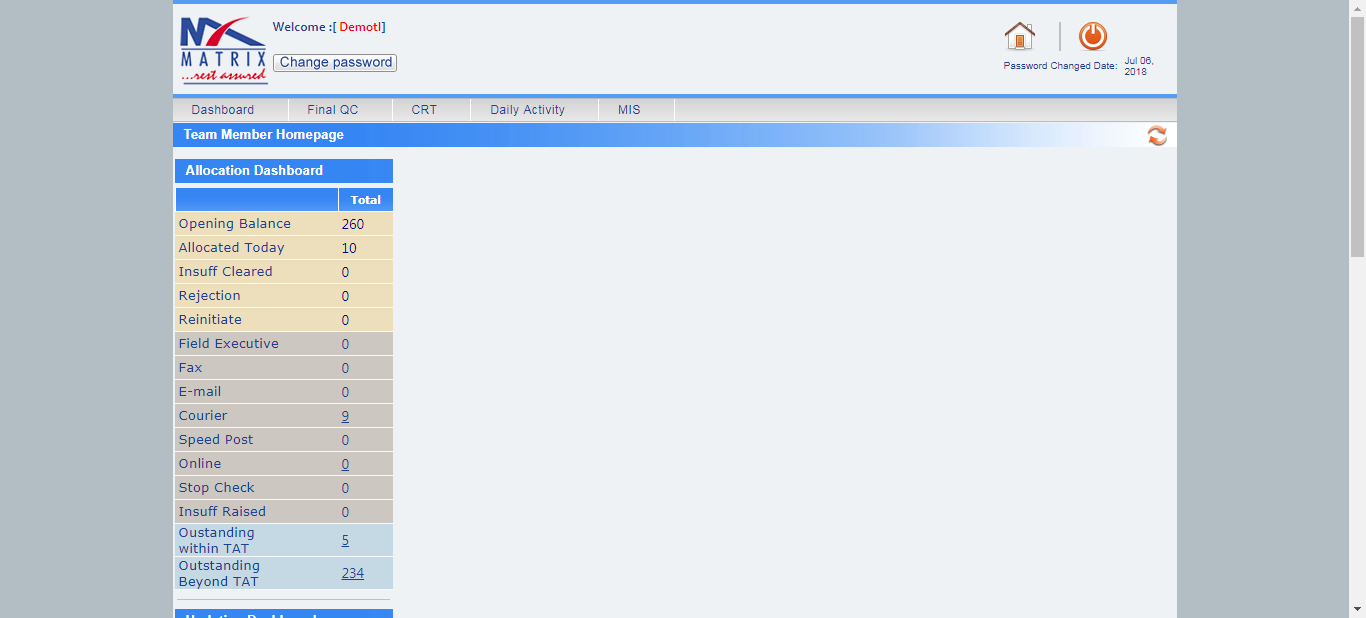 MATRIX
...rest assured
Welcome :[ Demotl]
Change password
Password Changed Date: Jul 06, 2018
Dashboard Final QC CRT Daily Activity MIS
Team Member Homepage
Allocation Dashboard
Total
Opening Balance 260
Allocated Today 10
Insuff Cleared 0
Rejection 0
Reinitiate 0
Field Executive 0
Fax 0
E-mail 0
Courier 9
Speed Post 0
Online 0
Stop Check 0
Insuff Raised 0
Oustanding
within TAT 5
Outstanding
Beyond TAT 234